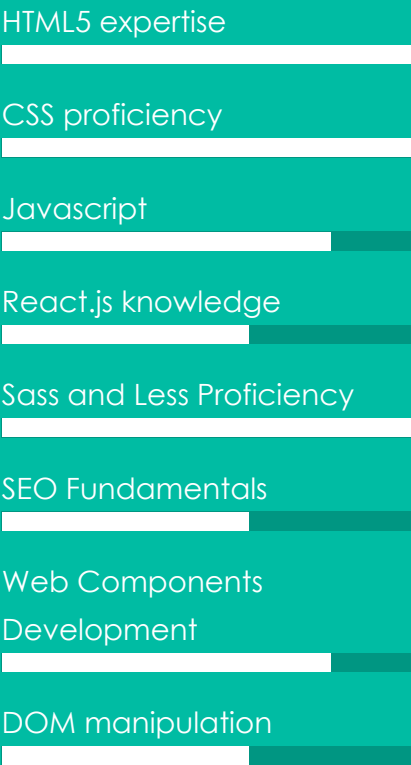 HTML5 expertise
CSS proficiency
Javascript
React.js knowledge
Sass and Less Proficiency
SEO Fundamentals
Web Components
Development
DOM manipulation